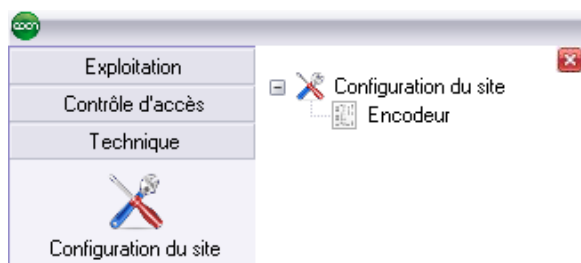 Exploitation
Contrôle d'accès
Technique
Configuration du site
Configuration du site
Encodeur